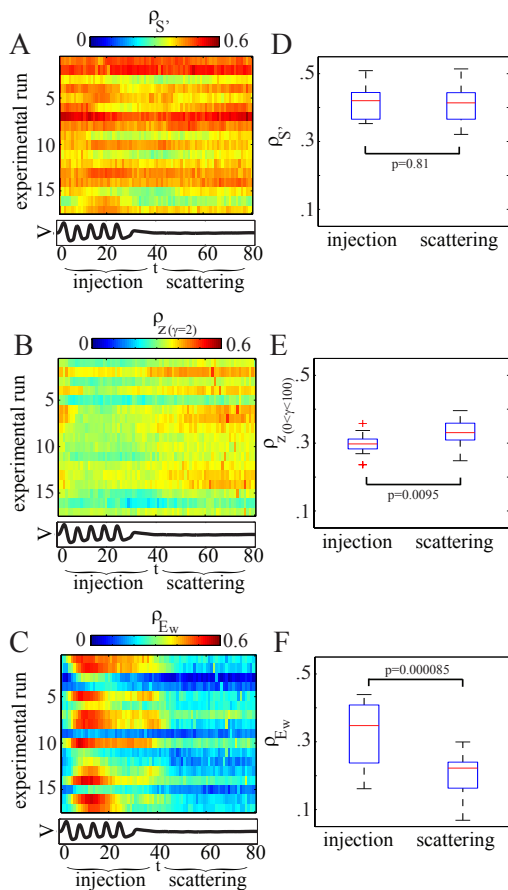 A
ρS'
0 0.6
experimental run
5
10
15
V
0 20 40 60 80
t
injection scattering
D
ρS'
.5
.3
.1
p=0.81
injection scattering
B
ρz(γ=2)
0 0.6
experimental run
5
10
15
V
0 20 40 60 80
t
injection scattering
E
ρz(0<γ<100)
.5
.3
.1
p=0.0095
injection scattering
C
ρEw
0 0.6
experimental run
5
10
15
V
0 20 40 60 80
t
injection scattering
F
ρEw
.5
.3
.1
p=0.000085
injection scattering